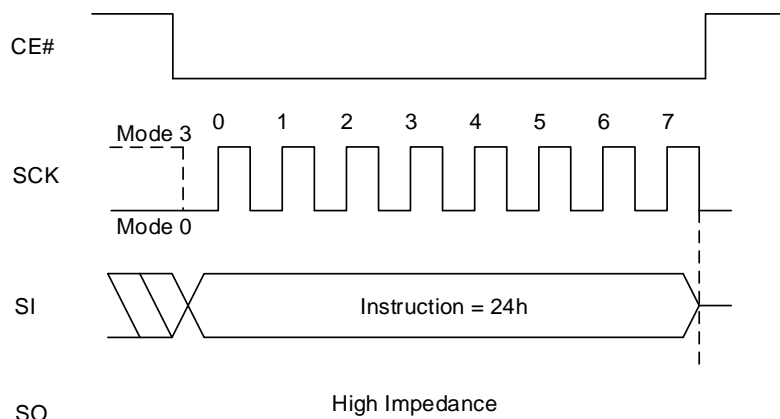 CE#
0 1 2 3 4 5 6 7
Mode 3
SCK
Mode 0
SI
Instruction = 24h
High Impedance
SO